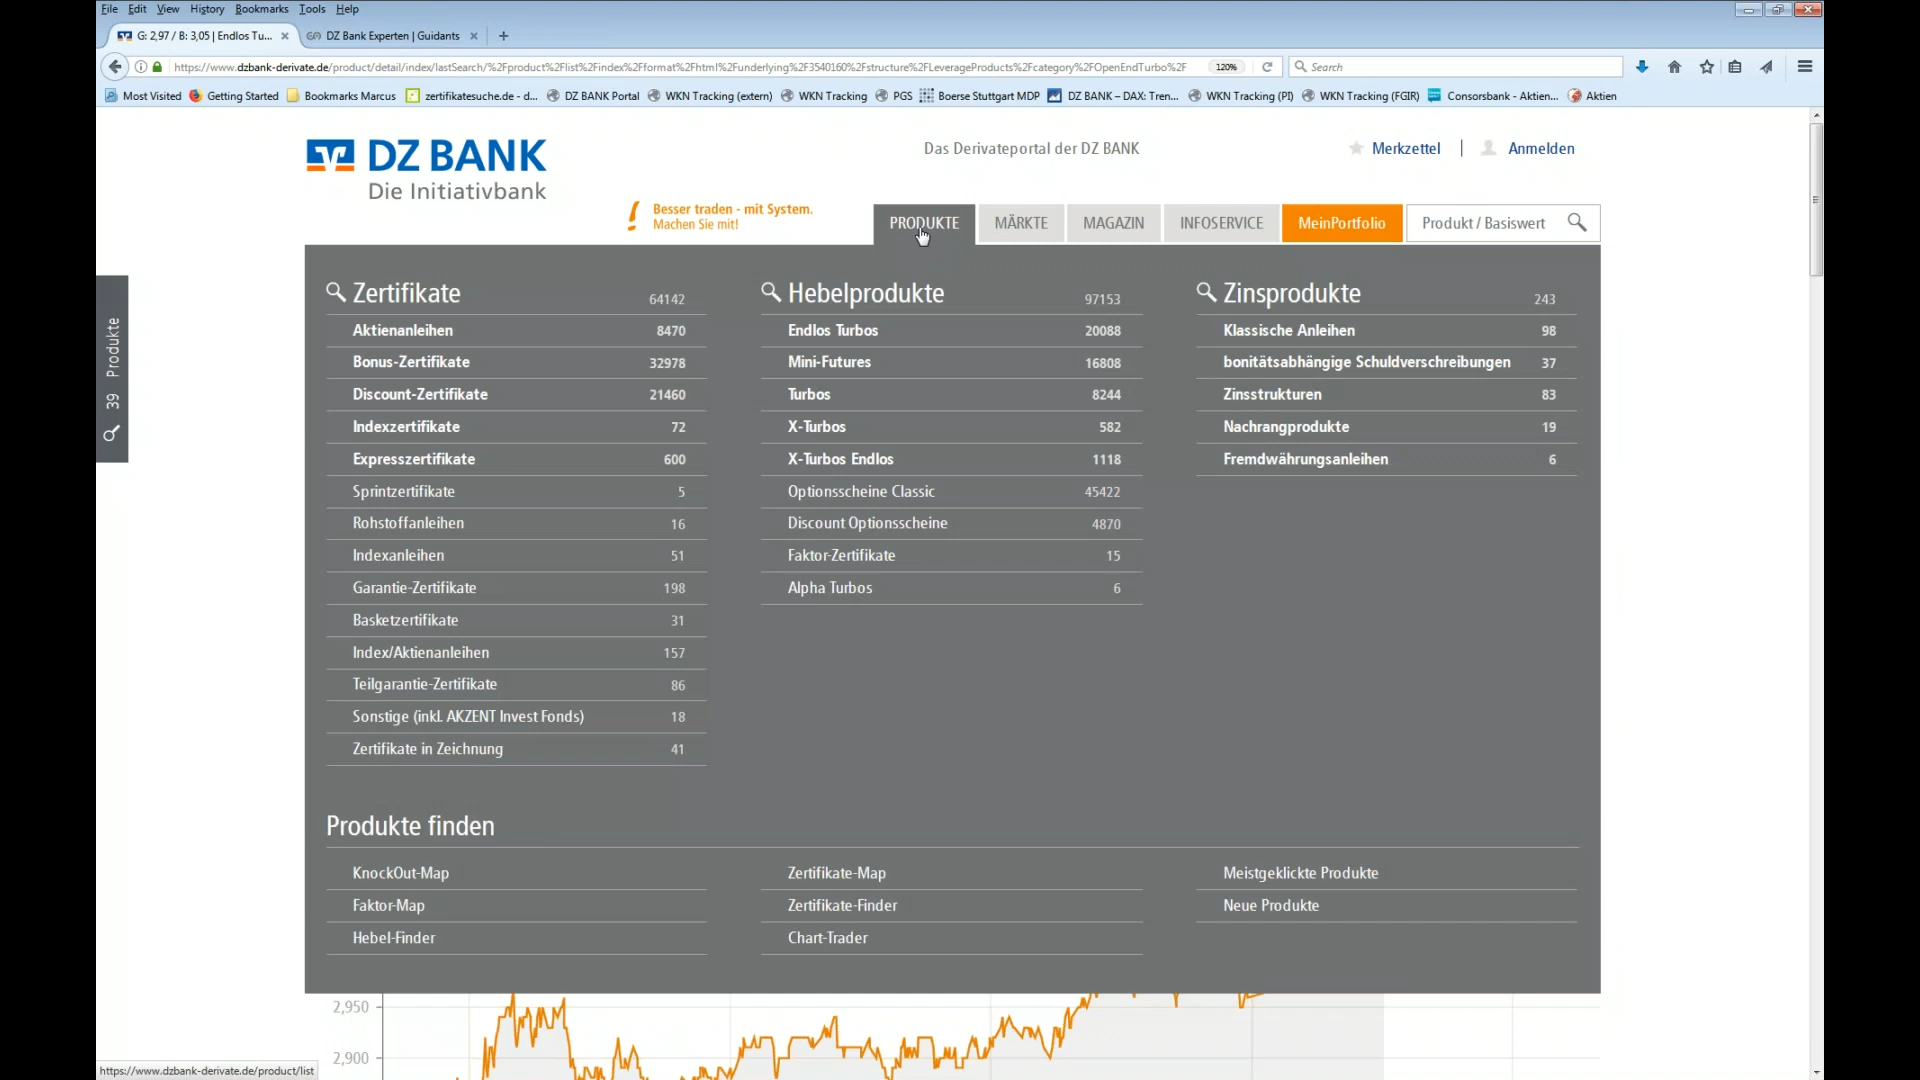 File Edit View History Bookmarks Tools Help
G: 2,97 / B: 3,05 | Endlos Tu...
DZ Bank Experten | Guidants
https://www.dzbank-derivate.de/product/detail/index/lastSearch/%2Fproduct%2Flist%2Findex%2Fformat%2Fhtml%2Funderlying%2F3540160%2Fstructure%2FLeverageProducts%2Fcategory%2FOpenEndTurbo%2F
120%
Search
Most Visited Getting Started Bookmarks Marcus zertifikatesuche.de - d... DZ BANK Portal WKN Tracking (extern) WKN Tracking PGS Boerse Stuttgart MDP DZ BANK – DAX: Tren... WKN Tracking (PI) WKN Tracking (FGIR) Consorsbank - Aktien... Aktien
DZ BANK
Die Initiativbank
Das Derivateportal der DZ BANK
Merkzettel | Anmelden
Besser traden - mit System.
Machen Sie mit!
PRODUKTE MÄRKTE MAGAZIN INFOSERVICE MeinPortfolio Produkt / Basiswert
39 Produkte
Zertifikate 64142
Aktienanleihen 8470
Bonus-Zertifikate 32978
Discount-Zertifikate 21460
Indexzertifikate 72
Expresszertifikate 600
Sprintzertifikate 5
Rohstoffanleihen 16
Indexanleihen 51
Garantie-Zertifikate 198
Basketzertifikate 31
Index/Aktienanleihen 157
Teilgarantie-Zertifikate 86
Sonstige (inkl. AKZENT Invest Fonds) 18
Zertifikate in Zeichnung 41
Hebelprodukte 97153
Endlos Turbos 20088
Mini-Futures 16808
Turbos 8244
X-Turbos 582
X-Turbos Endlos 1118
Optionsscheine Classic 45422
Discount Optionsscheine 4870
Faktor-Zertifikate 15
Alpha Turbos 6
Zinsprodukte 243
Klassische Anleihen 98
bonitätsabhängige Schuldverschreibungen 37
Zinsstrukturen 83
Nachrangprodukte 19
Fremdwährungsanleihen 6
Produkte finden
KnockOut-Map
Faktor-Map
Hebel-Finder
Zertifikate-Map
Zertifikate-Finder
Chart-Trader
Meistgeklickte Produkte
Neue Produkte
2,950
2,900
https://www.dzbank-derivate.de/product/list